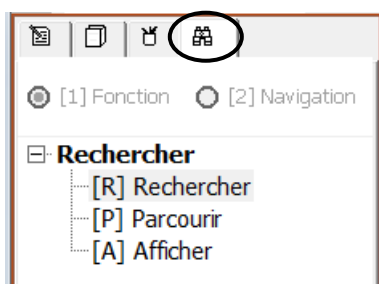 [1] Fonction [2] Navigation
Rechercher
[R] Rechercher
[P] Parcourir
[A] Afficher